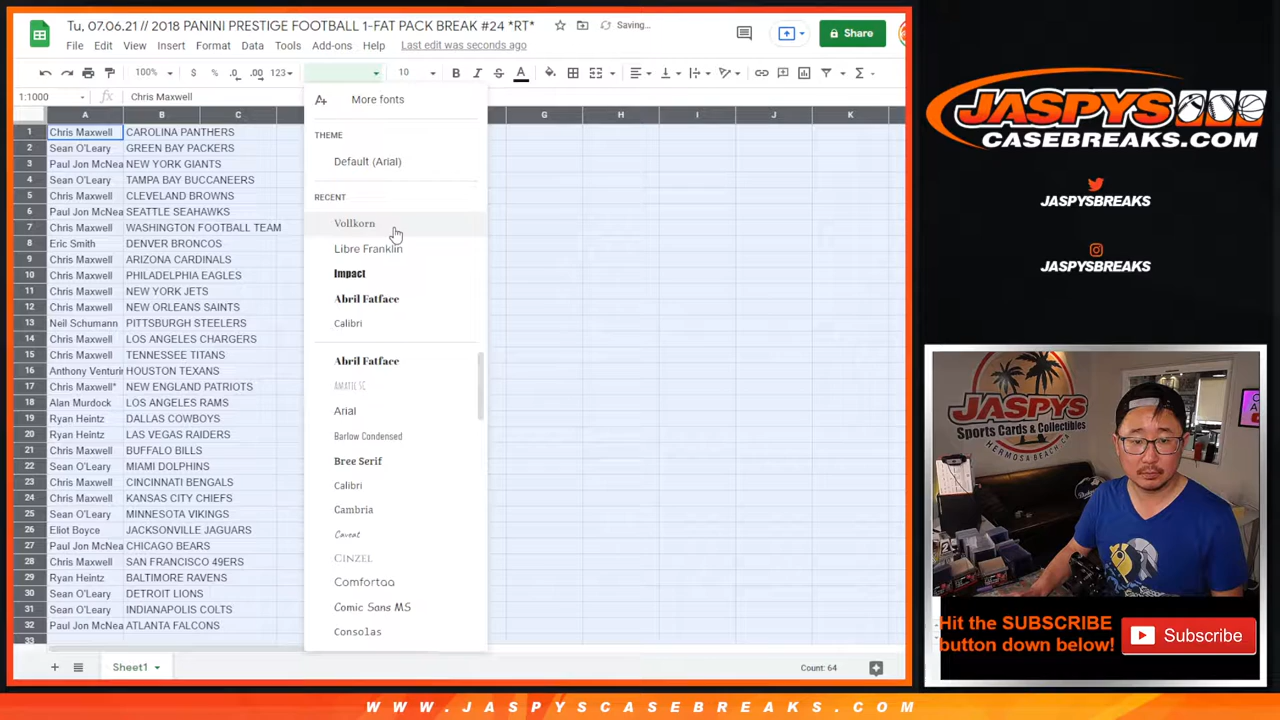 Tu, 07.06.21 // 2018 PANINI PRESTIGE FOOTBALL 1-FAT PACK BREAK #24 *RT*
Saving...
File Edit View Insert Format Data Tools Add-ons Help Last edit was seconds ago
Share
100% $ % .0 .00 123 10 B I S A
1:1000 fx Chris Maxwell
A B C G H I J K
1 Chris Maxwell CAROLINA PANTHERS
2 Sean O'Leary GREEN BAY PACKERS
3 Paul Jon McNea NEW YORK GIANTS
4 Sean O'Leary TAMPA BAY BUCCANEERS
5 Chris Maxwell CLEVELAND BROWNS
6 Paul Jon McNea SEATTLE SEAHAWKS
7 Chris Maxwell WASHINGTON FOOTBALL TEAM
8 Eric Smith DENVER BRONCOS
9 Chris Maxwell ARIZONA CARDINALS
10 Chris Maxwell PHILADELPHIA EAGLES
11 Chris Maxwell NEW YORK JETS
12 Chris Maxwell NEW ORLEANS SAINTS
13 Neil Schumann PITTSBURGH STEELERS
14 Chris Maxwell LOS ANGELES CHARGERS
15 Chris Maxwell TENNESSEE TITANS
16 Anthony Venturin HOUSTON TEXANS
17 Chris Maxwell* NEW ENGLAND PATRIOTS
18 Alan Murdock LOS ANGELES RAMS
19 Ryan Heintz DALLAS COWBOYS
20 Ryan Heintz LAS VEGAS RAIDERS
21 Chris Maxwell BUFFALO BILLS
22 Sean O'Leary MIAMI DOLPHINS
23 Chris Maxwell CINCINNATI BENGALS
24 Chris Maxwell KANSAS CITY CHIEFS
25 Sean O'Leary MINNESOTA VIKINGS
26 Eliot Boyce JACKSONVILLE JAGUARS
27 Paul Jon McNea CHICAGO BEARS
28 Chris Maxwell SAN FRANCISCO 49ERS
29 Ryan Heintz BALTIMORE RAVENS
30 Sean O'Leary DETROIT LIONS
31 Sean O'Leary INDIANAPOLIS COLTS
32 Paul Jon McNea ATLANTA FALCONS
33
More fonts
THEME
Default (Arial)
RECENT
Vollkorn
Libre Franklin
Impact
Abril Fatface
Calibri
Abril Fatface
AMATIC SC
Arial
Barlow Condensed
Bree Serif
Calibri
Cambria
Caveat
CINZEL
Comfortaa
Comic Sans MS
Consolas
Sheet1
Count: 64
JASPYS
CASEBREAKS.COM
JASPYSBREAKS
JASPYSBREAKS
JASPYS
Sports Cards & Collectibles
HERMOSA BEACH, CA
Hit the SUBSCRIBE
button down below!
Subscribe
WWW.JASPYSCASEBREAKS.COM